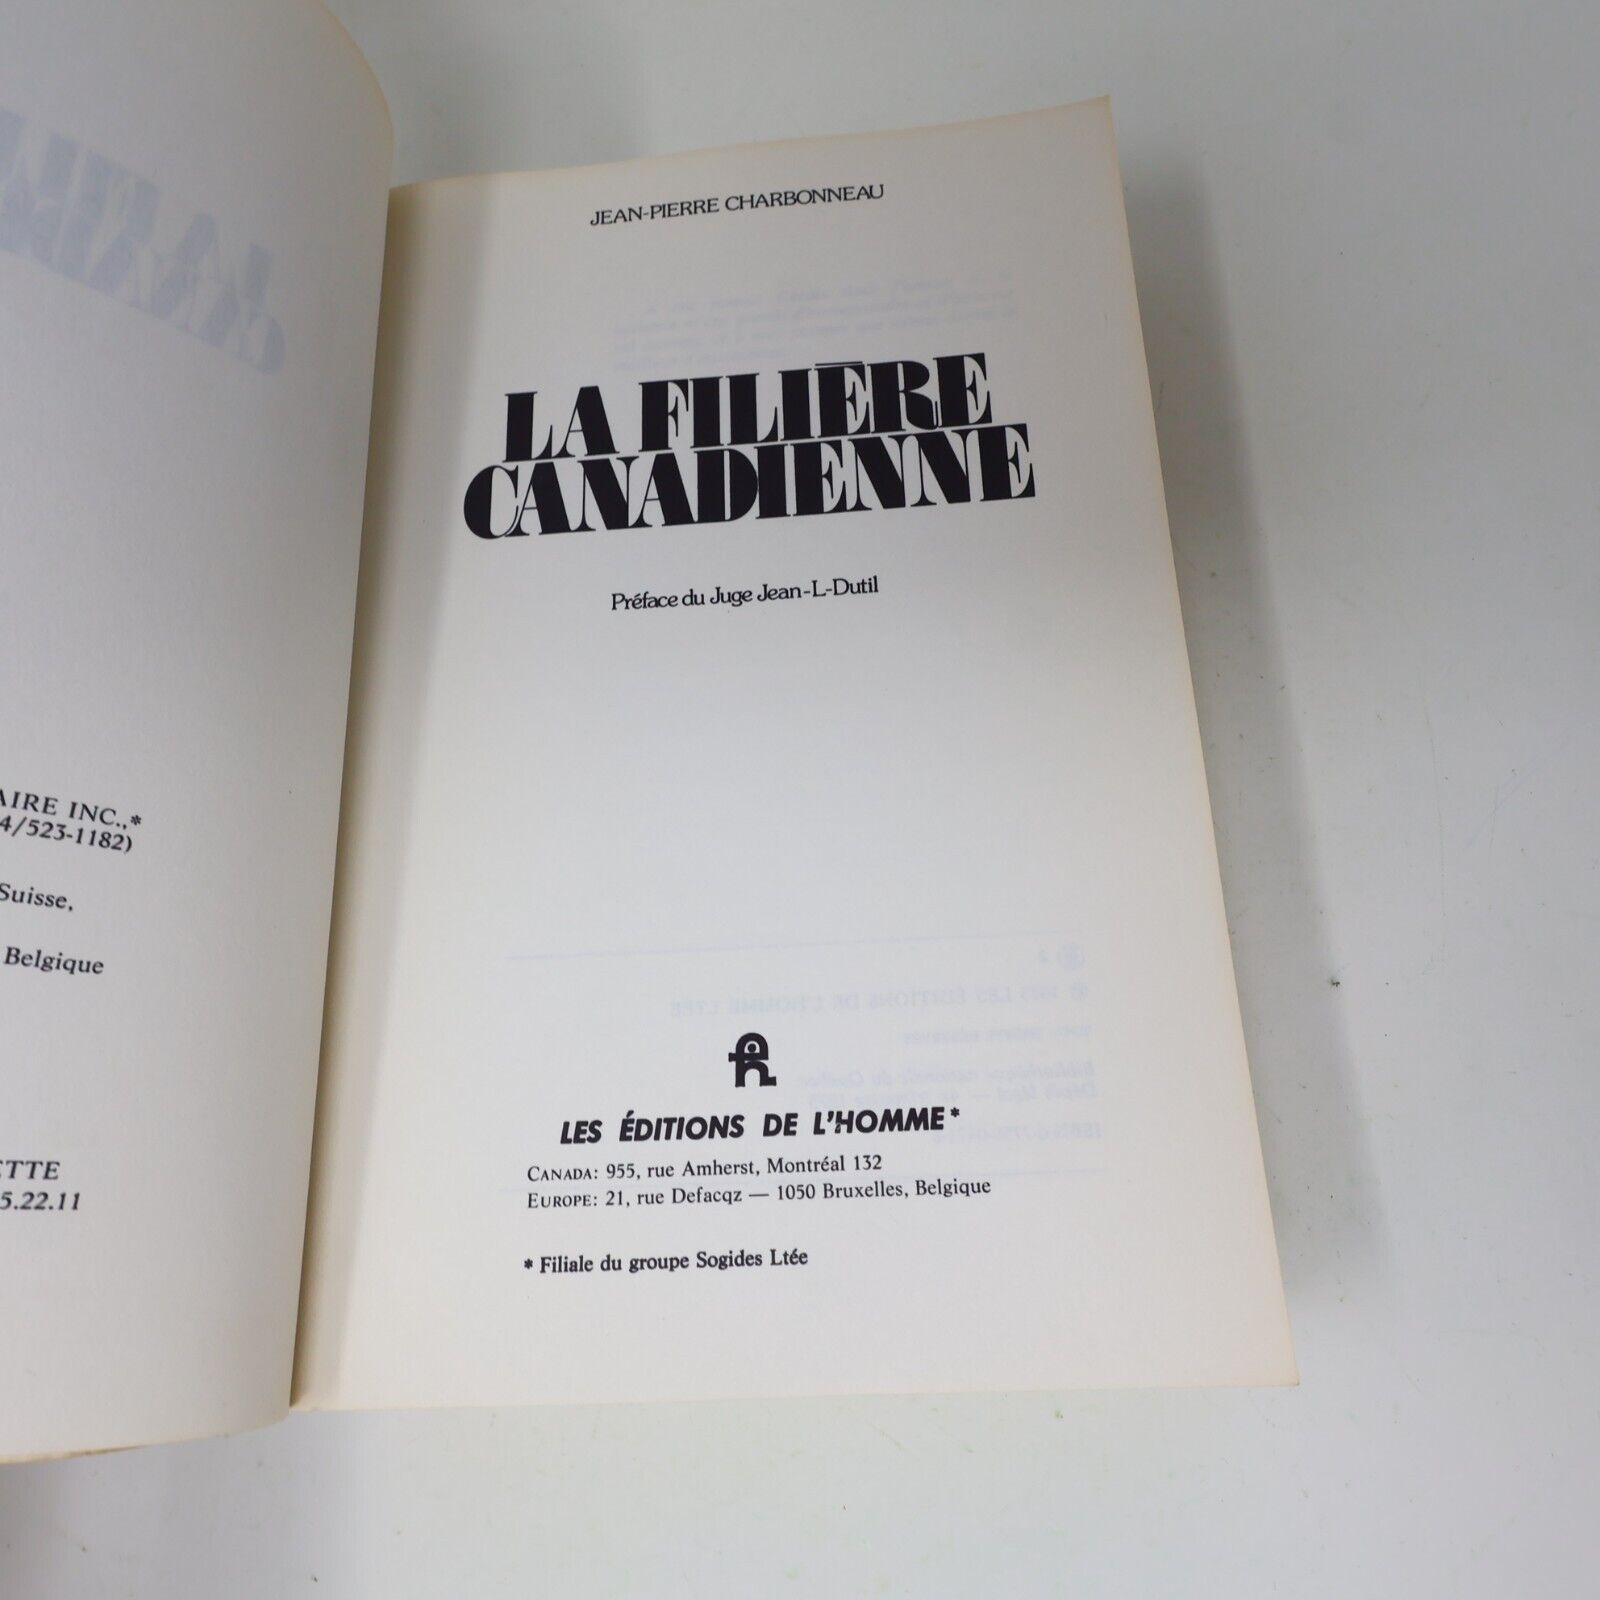 AIRE INC.,*
4/523-1182)
Suisse,
Belgique
ETTE
5.22.11
JEAN-PIERRE CHARBONNEAU
LA FILIÈRE
CANADIENNE
Préface du Juge Jean-L-Dutil
LES ÉDITIONS DE L'HOMME*
CANADA: 955, rue Amherst, Montréal 132
EUROPE: 21, rue Defacqz — 1050 Bruxelles, Belgique
* Filiale du groupe Sogides Ltée